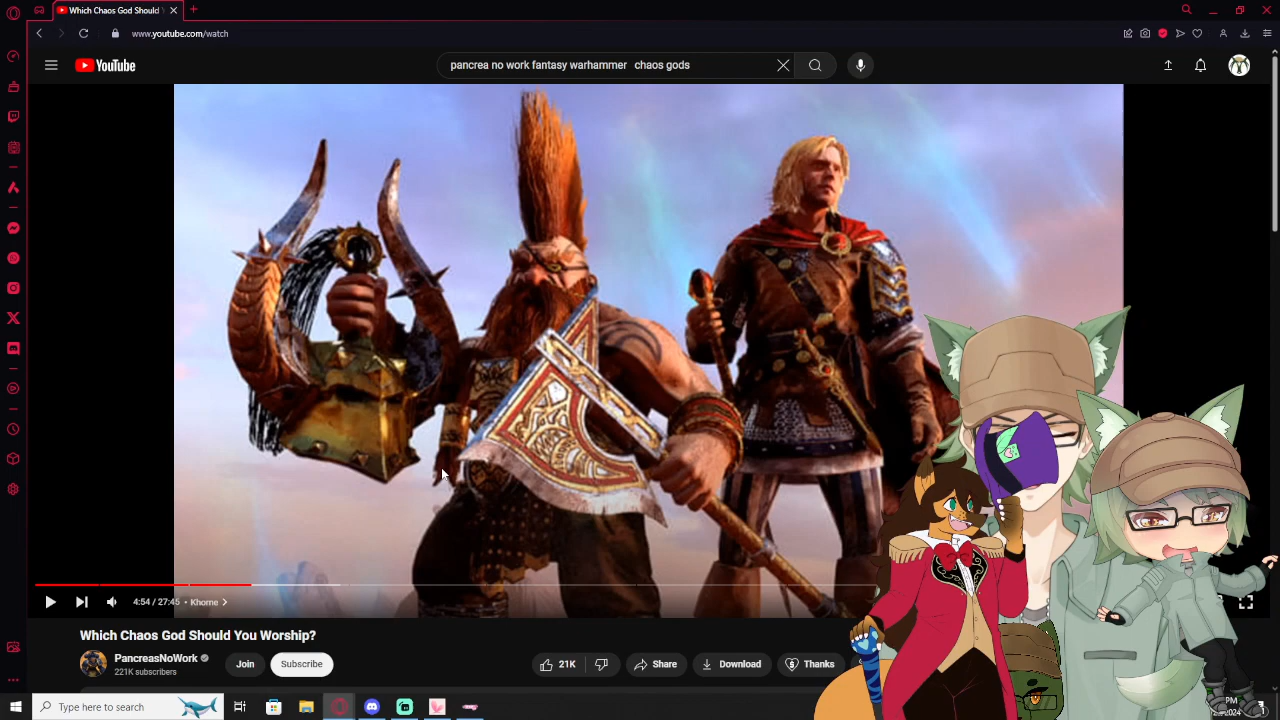 Which Chaos God Should
www.youtube.com/watch
YouTube
pancrea no work fantasy warhammer chaos gods
4:54 / 27:45 • Khorne
Which Chaos God Should You Worship?
PancreasNoWork
221K subscribers
Join
Subscribe
21K
Share
Download
Thanks
Type here to search
PM
2024